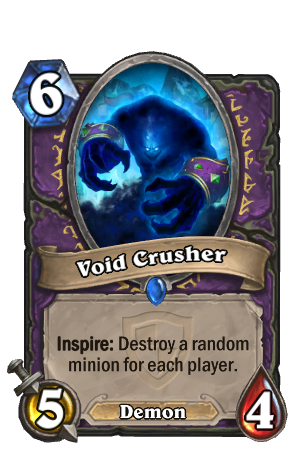 6
Void Crusher
Inspire: Destroy a random
minion for each player.
5
Demon
4